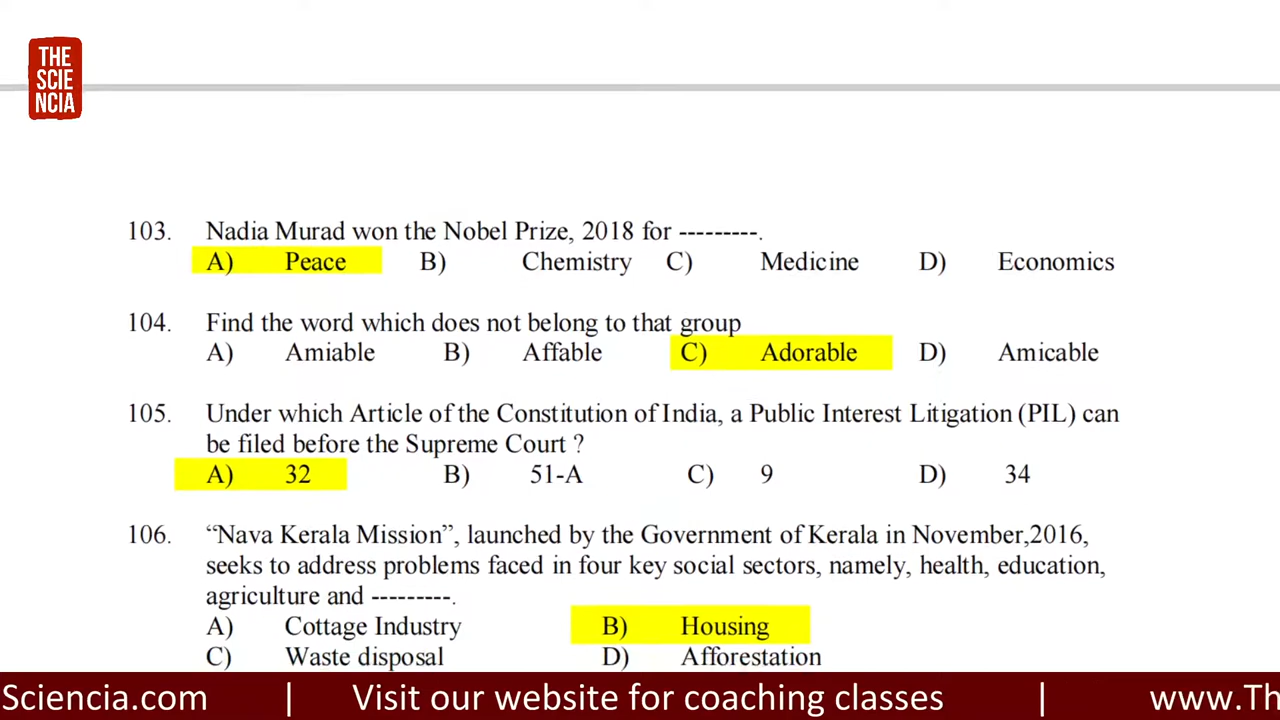 THE
SCIE
NCIA
103. Nadia Murad won the Nobel Prize, 2018 for ---------.
A) Peace B) Chemistry C) Medicine D) Economics
104. Find the word which does not belong to that group
A) Amiable B) Affable C) Adorable D) Amicable
105. Under which Article of the Constitution of India, a Public Interest Litigation (PIL) can
be filed before the Supreme Court ?
A) 32 B) 51-A C) 9 D) 34
106. “Nava Kerala Mission”, launched by the Government of Kerala in November,2016,
seeks to address problems faced in four key social sectors, namely, health, education,
agriculture and ---------.
A) Cottage Industry B) Housing
C) Waste disposal D) Afforestation
Sciencia.com | Visit our website for coaching classes | www.Th